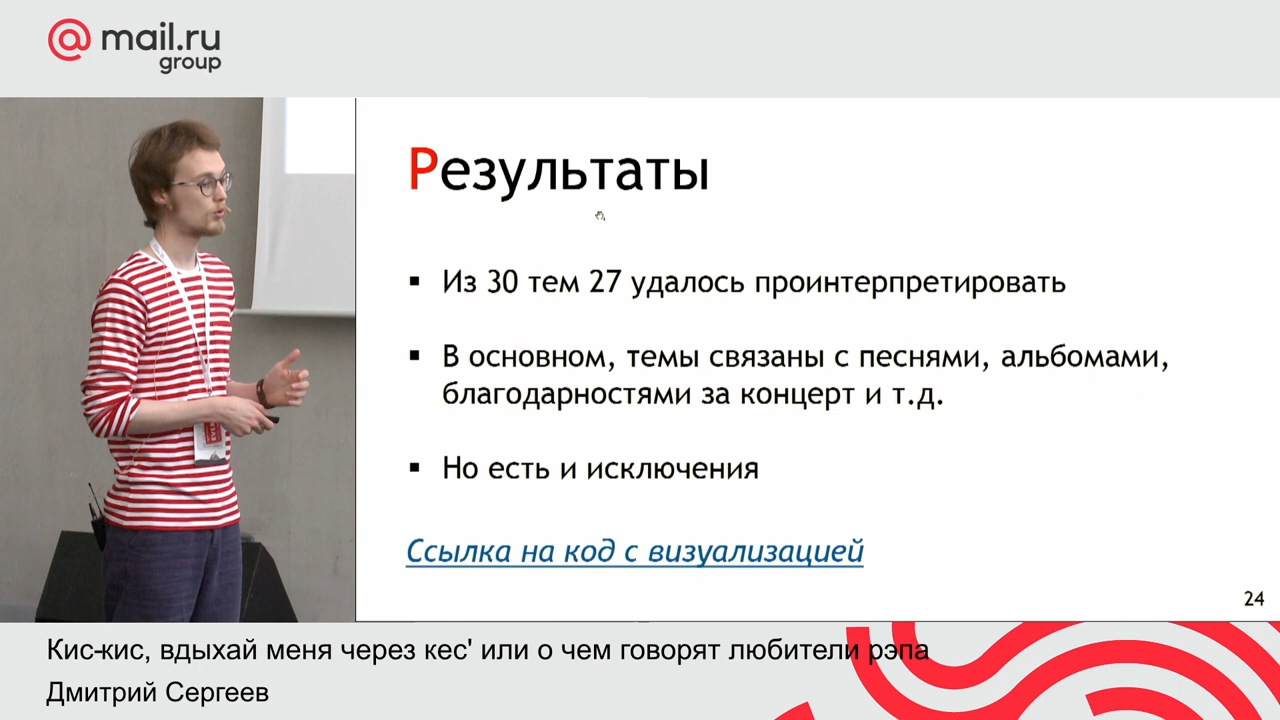 @ mail.ru
group
Результаты
▪ Из 30 тем 27 удалось проинтерпретировать
▪ В основном, темы связаны с песнями, альбомами,
благодарностями за концерт и т.д.
▪ Но есть и исключения
Ссылка на код с визуализацией
24
Кис-кис, вдыхай меня через кес' или о чем говорят любители рэпа
Дмитрий Сергеев